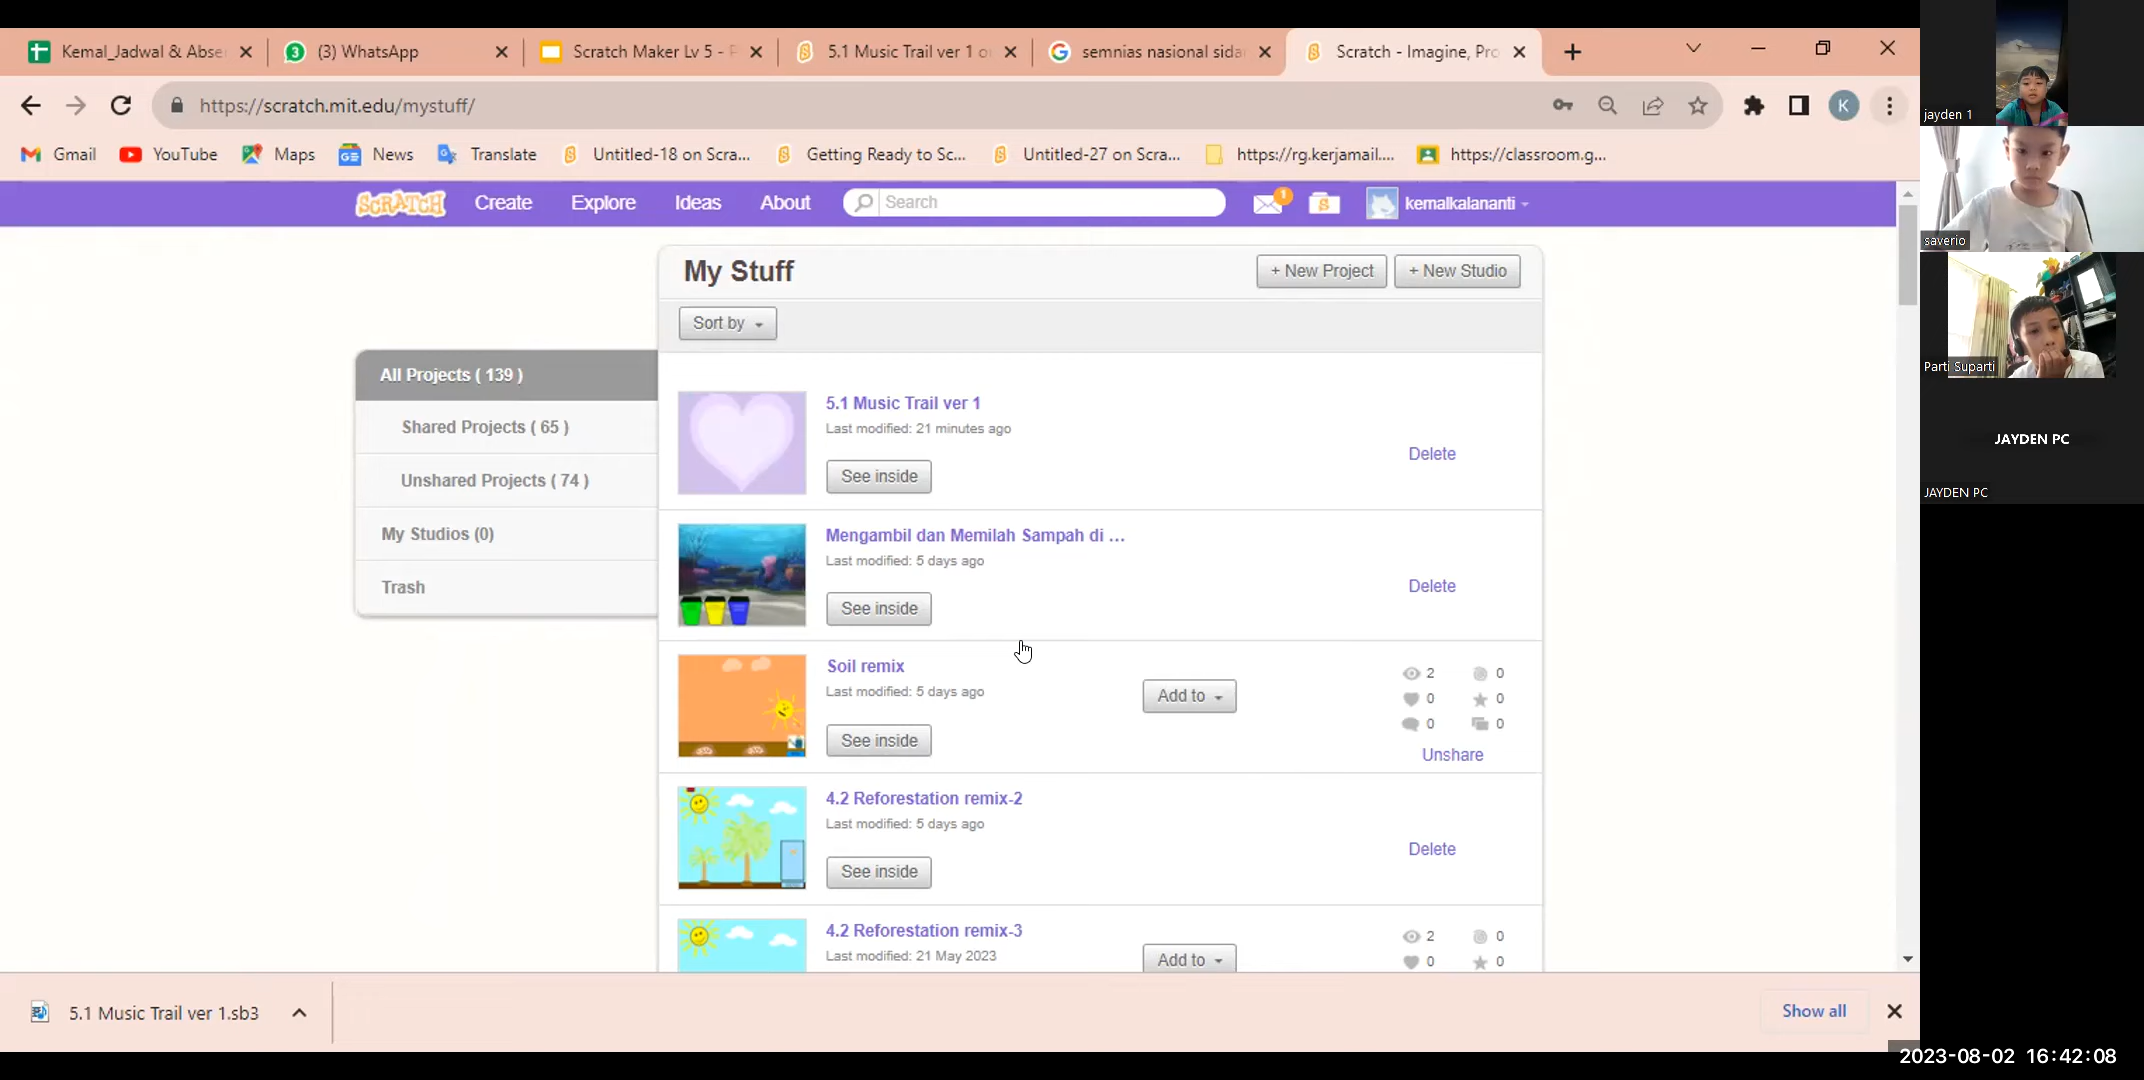 Kemal_Jadwal & Abse
(3) WhatsApp
Scratch Maker Lv 5 - P
5.1 Music Trail ver 1 o
semnias nasional sida
Scratch - Imagine, Pro
https://scratch.mit.edu/mystuff/
K
Gmail
YouTube
Maps
News
Translate
Untitled-18 on Scra...
Getting Ready to Sc...
Untitled-27 on Scra...
https://rg.kerjamail....
https://classroom.g...
SCRATCH
Create
Explore
Ideas
About
Search
1
kemalkalananti
My Stuff
+ New Project
+ New Studio
Sort by
All Projects ( 139 )
Shared Projects ( 65 )
Unshared Projects ( 74 )
My Studios (0)
Trash
5.1 Music Trail ver 1
Last modified: 21 minutes ago
See inside
Delete
Mengambil dan Memilah Sampah di ...
Last modified: 5 days ago
See inside
Delete
Soil remix
Last modified: 5 days ago
See inside
Add to
2 0
0 0
0 0
Unshare
4.2 Reforestation remix-2
Last modified: 5 days ago
See inside
Delete
4.2 Reforestation remix-3
Last modified: 21 May 2023
Add to
2 0
0 0
5.1 Music Trail ver 1.sb3
Show all
jayden 1
saverio
Parti Suparti
JAYDEN PC
JAYDEN PC
2023-08-02 16:42:08